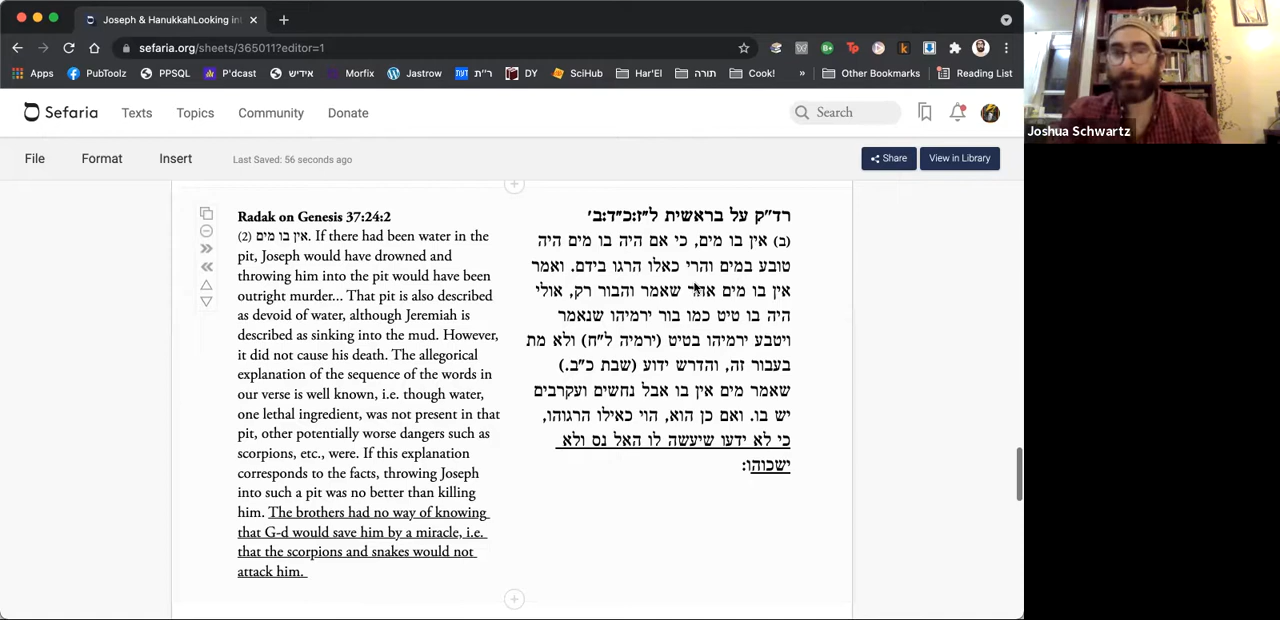 Joseph & HanukkahLooking in
sefaria.org/sheets/365011?editor=1
Apps PubToolz PPSQL P'dcast אידיש Morfix Jastrow ר״ית DY SciHub Har'El תורה Cook! » Other Bookmarks Reading List
Joshua Schwartz
Sefaria Texts Topics Community Donate Search
File Format Insert Last Saved: 56 seconds ago Share View in Library
Radak on Genesis 37:24:2
(2) אין בו מים. If there had been water in the
pit, Joseph would have drowned and
throwing him into the pit would have been
outright murder... That pit is also described
as devoid of water, although Jeremiah is
described as sinking into the mud. However,
it did not cause his death. The allegorical
explanation of the sequence of the words in
our verse is well known, i.e. though water,
one lethal ingredient, was not present in that
pit, other potentially worse dangers such as
scorpions, etc., were. If this explanation
corresponds to the facts, throwing Joseph
into such a pit was no better than killing
him. The brothers had no way of knowing
that G-d would save him by a miracle, i.e.
that the scorpions and snakes would not
attack him.
רד"ק על בראשית ל״ז:כ״ד:ב׳
(ב) אין בו מים, כי אם היה בו מים היה
טובע במים והרי כאלו הרגו בידם. ואמר
אין בו מים שאמר והבור רק, אולי
היה בו טיט כמו בור ירמיהו שנאמר
ויטבע ירמיהו בטיט (ירמיה ל״ח) ולא מת
בעבור זה, והדרש ידוע (שבת כ״ב.)
שאמר מים אין בו אבל נחשים ועקרבים
יש בו. ואם כן הוא, הוי כאילו הרגוהו,
כי לא ידעו שיעשה לו האל נס ולא
ישכוהו: